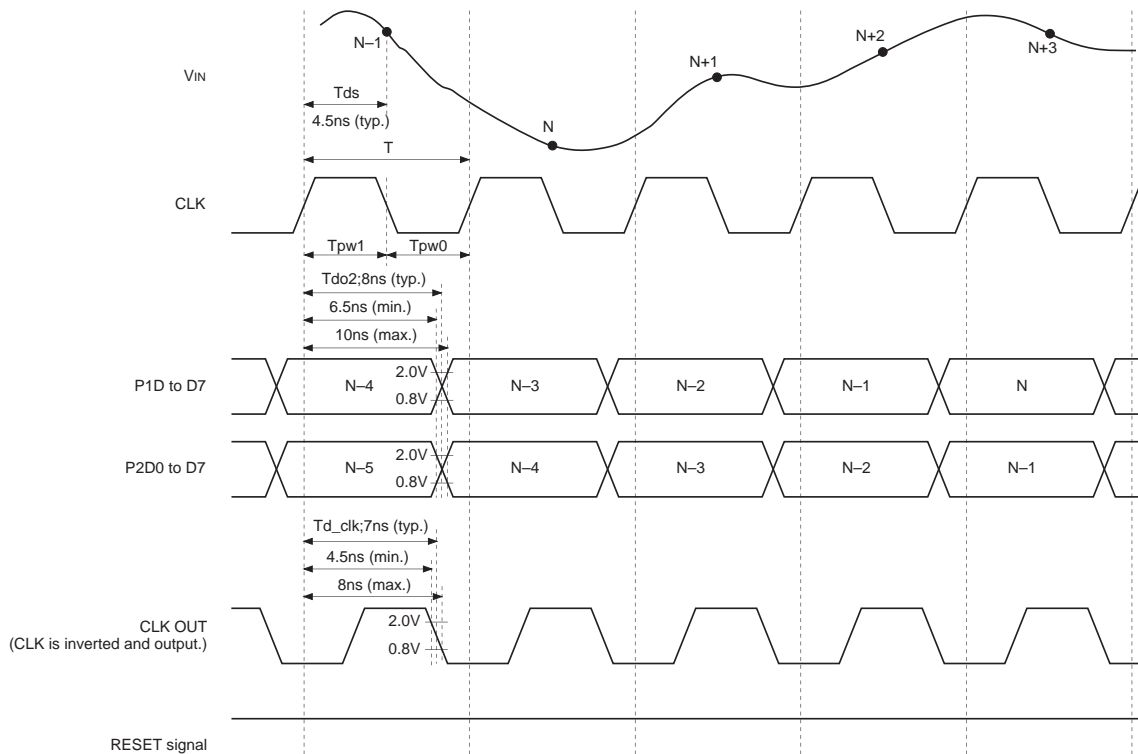 VIN
N–1
N
N+1
N+2
N+3
Tds
4.5ns (typ.)
T
CLK
Tpw1
Tpw0
Tdo2;8ns (typ.)
6.5ns (min.)
10ns (max.)
P1D to D7
N–4
2.0V
0.8V
N–3
N–2
N–1
N
P2D0 to D7
N–5
2.0V
0.8V
N–4
N–3
N–2
N–1
Td_clk;7ns (typ.)
4.5ns (min.)
8ns (max.)
CLK OUT
(CLK is inverted and output.)
2.0V
0.8V
RESET signal